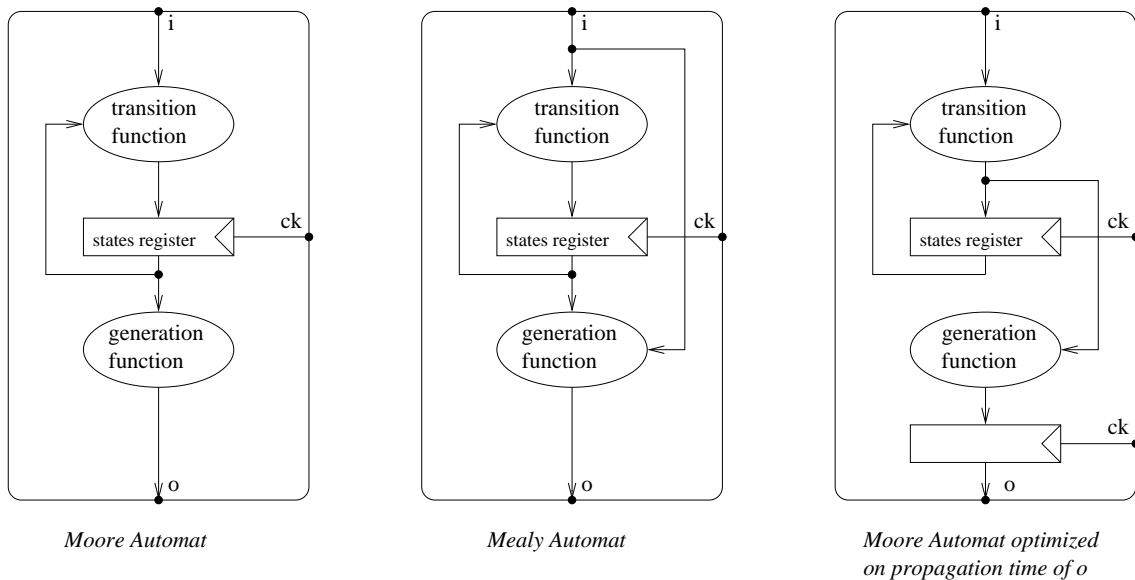 i
transition
function
ck
states register
generation
function
o
Moore Automat
i
transition
function
ck
states register
generation
function
o
Mealy Automat
i
transition
function
ck
states register
generation
function
ck
o
Moore Automat optimized
on propagation time of o